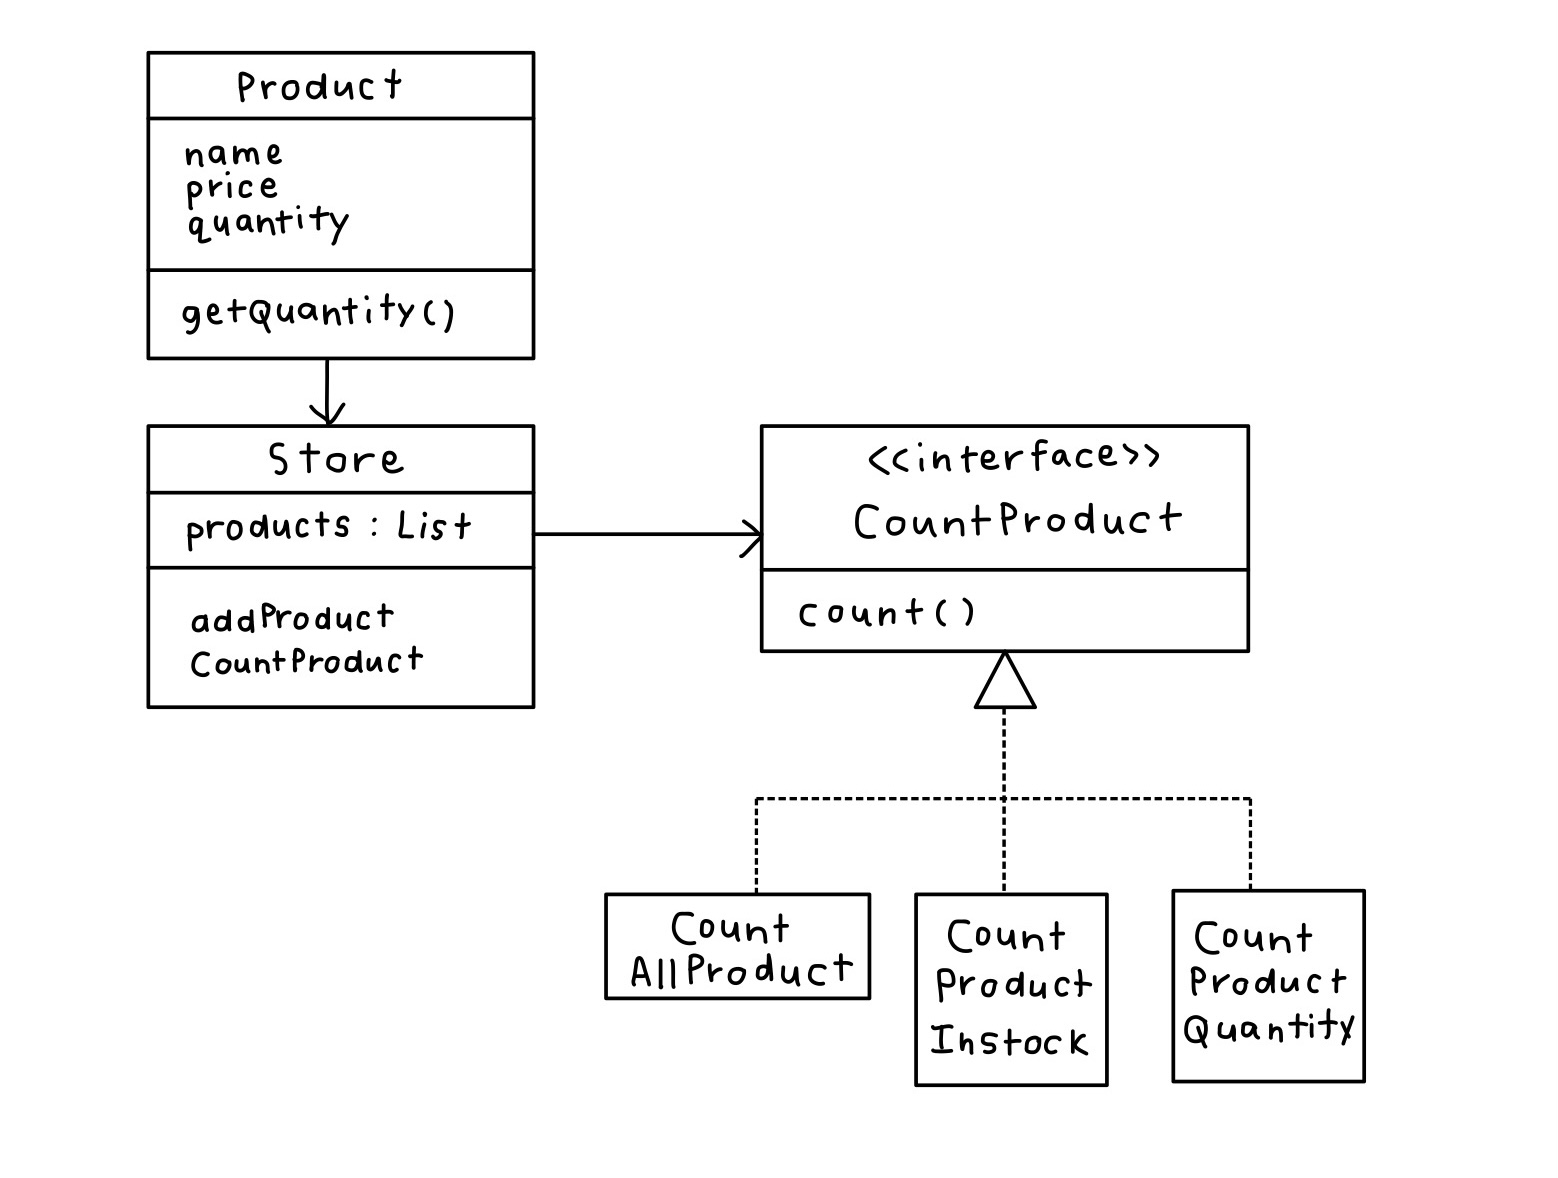 Product
name
price
quantity
getQuantity()
Store
products : List
addProduct
CountProduct
<<interface>>
CountProduct
count()
Count
AllProduct
Count
Product
Instock
Count
Product
Quantity